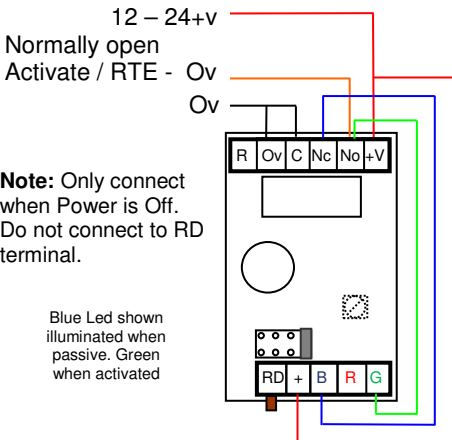 12 – 24+v
Normally open
Activate / RTE - Ov
Ov
R Ov C Nc No +V
Note: Only connect
when Power is Off.
Do not connect to RD
terminal.
Blue Led shown
illuminated when
passive. Green
when activated
RD + B R G